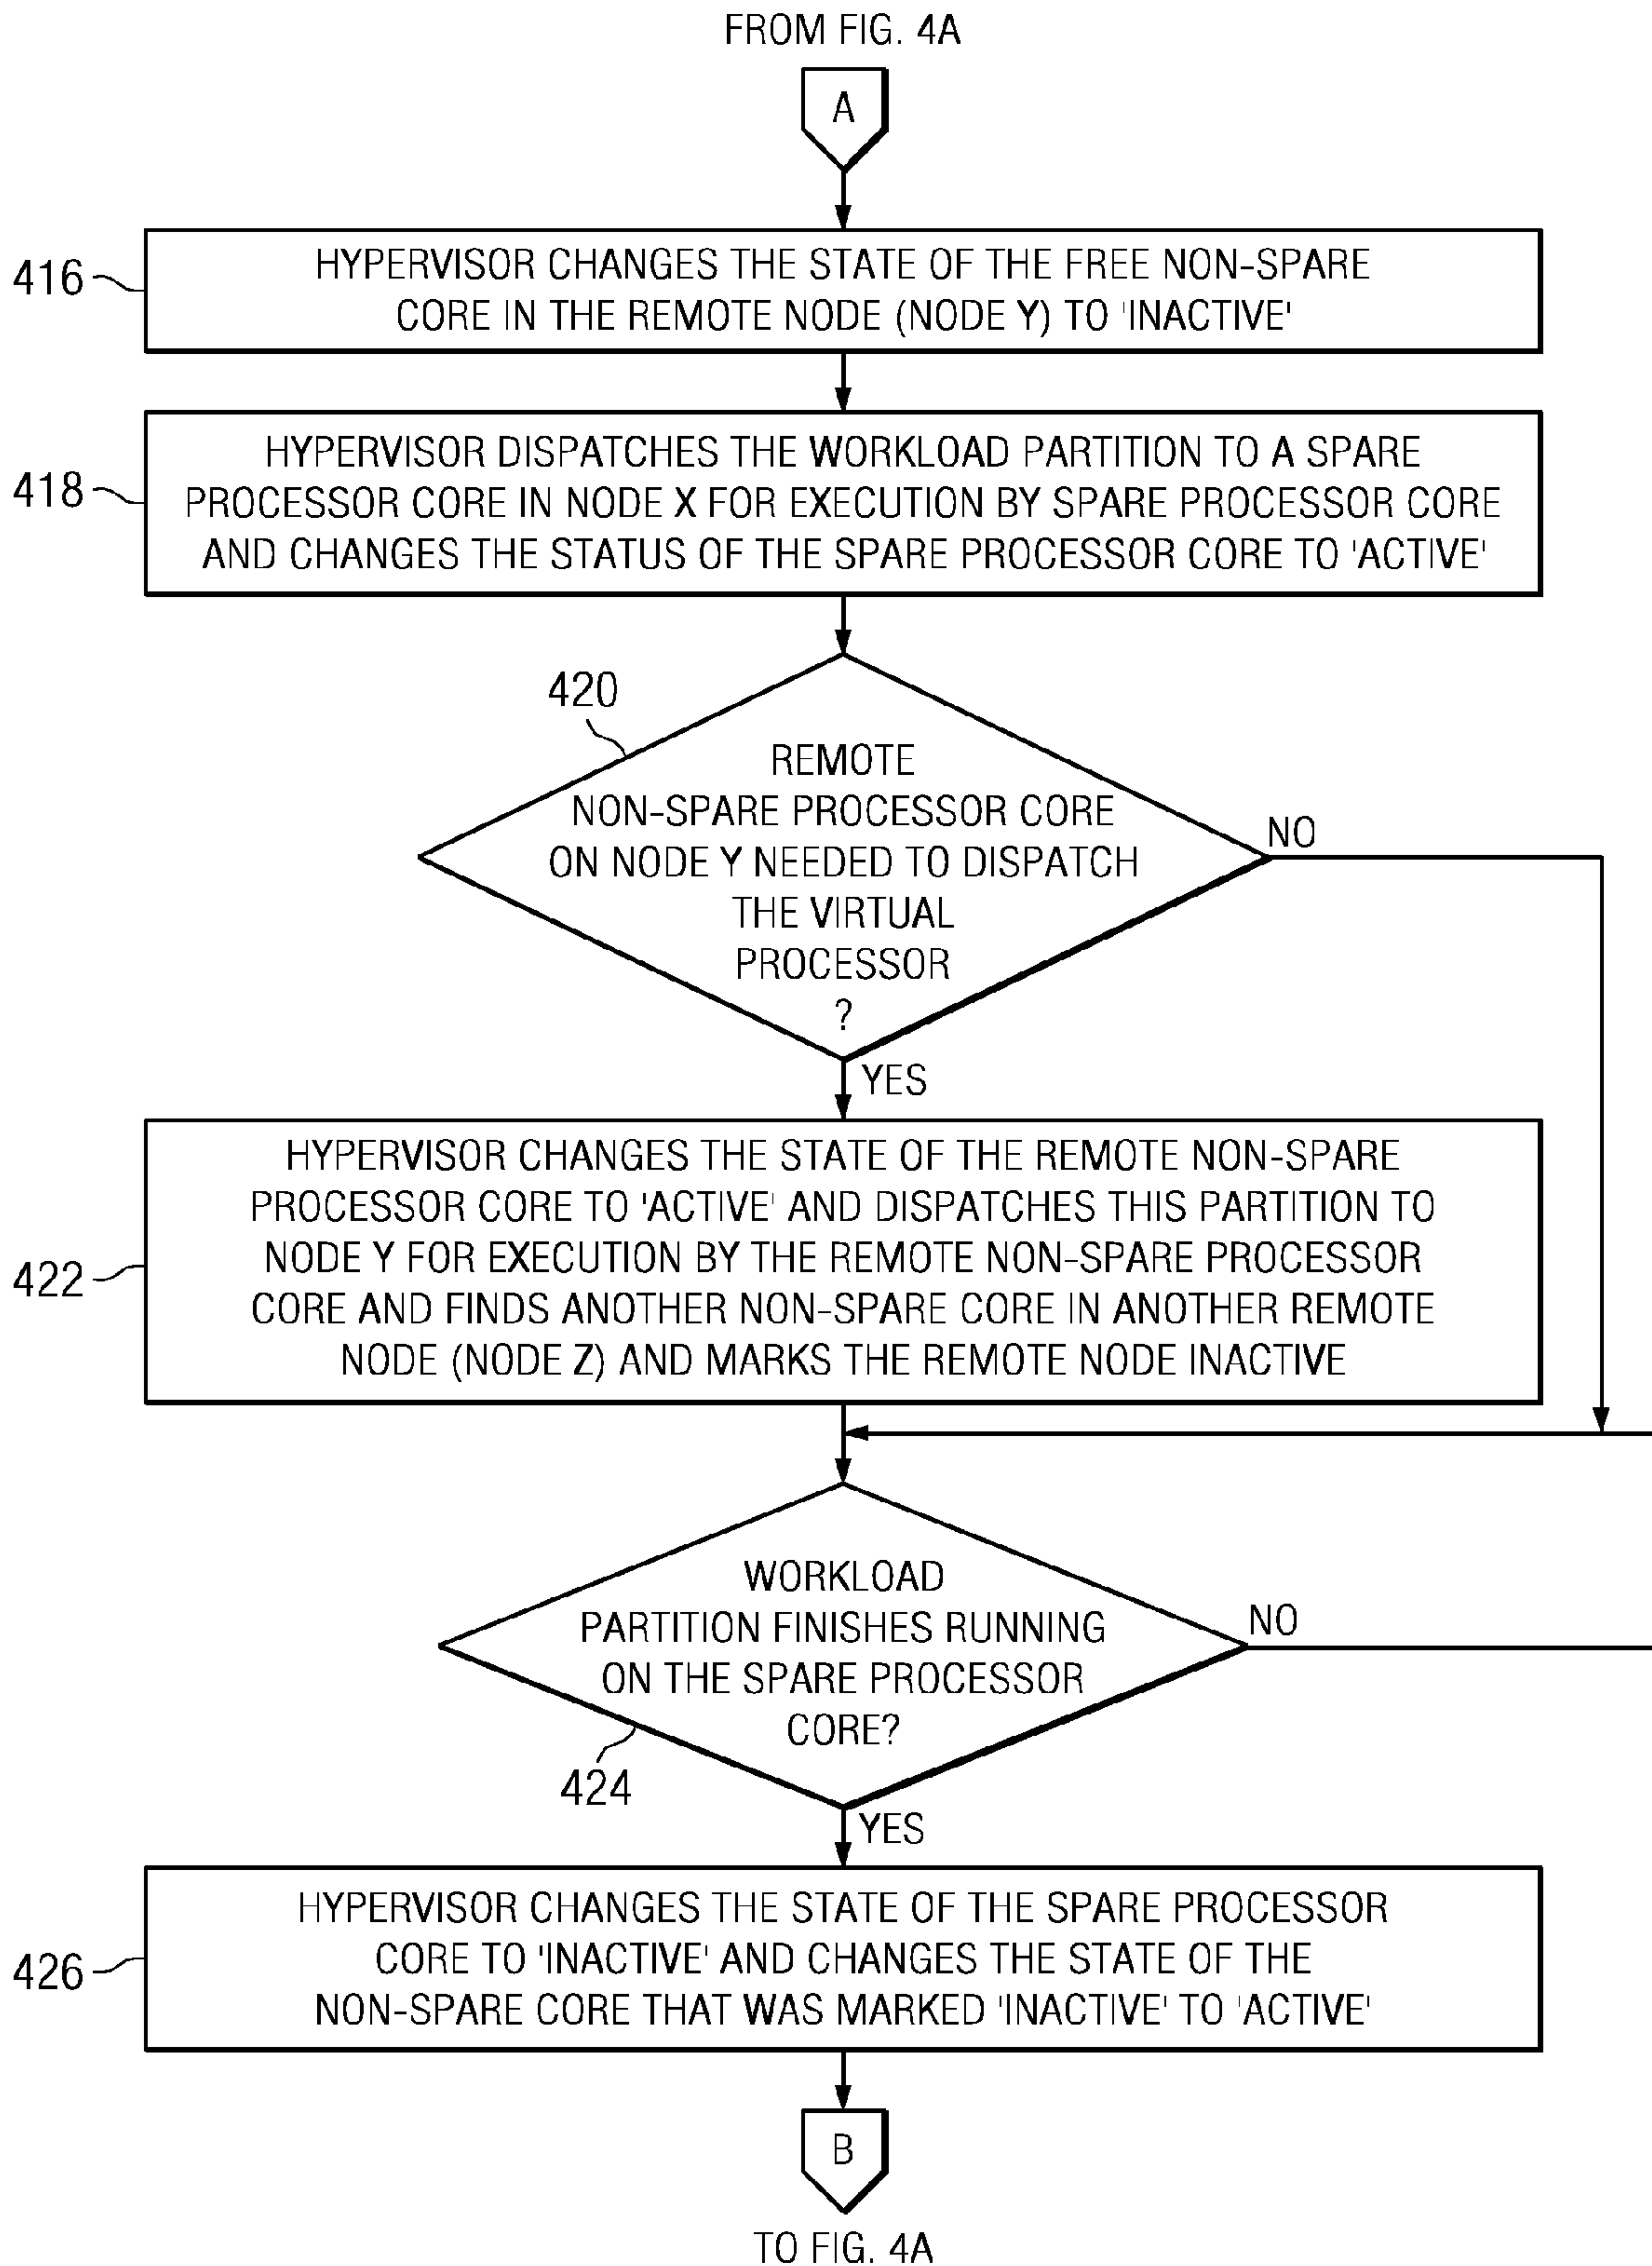 FROM FIG. 4A
A
416
HYPERVISOR CHANGES THE STATE OF THE FREE NON-SPARE
CORE IN THE REMOTE NODE (NODE Y) TO 'INACTIVE'
418
HYPERVISOR DISPATCHES THE WORKLOAD PARTITION TO A SPARE
PROCESSOR CORE IN NODE X FOR EXECUTION BY SPARE PROCESSOR CORE
AND CHANGES THE STATUS OF THE SPARE PROCESSOR CORE TO 'ACTIVE'
420
REMOTE
NON-SPARE PROCESSOR CORE
ON NODE Y NEEDED TO DISPATCH
THE VIRTUAL
PROCESSOR
?
NO
YES
422
HYPERVISOR CHANGES THE STATE OF THE REMOTE NON-SPARE
PROCESSOR CORE TO 'ACTIVE' AND DISPATCHES THIS PARTITION TO
NODE Y FOR EXECUTION BY THE REMOTE NON-SPARE PROCESSOR
CORE AND FINDS ANOTHER NON-SPARE CORE IN ANOTHER REMOTE
NODE (NODE Z) AND MARKS THE REMOTE NODE INACTIVE
WORKLOAD
PARTITION FINISHES RUNNING
ON THE SPARE PROCESSOR
CORE?
NO
424
YES
426
HYPERVISOR CHANGES THE STATE OF THE SPARE PROCESSOR
CORE TO 'INACTIVE' AND CHANGES THE STATE OF THE
NON-SPARE CORE THAT WAS MARKED 'INACTIVE' TO 'ACTIVE'
B
TO FIG. 4A